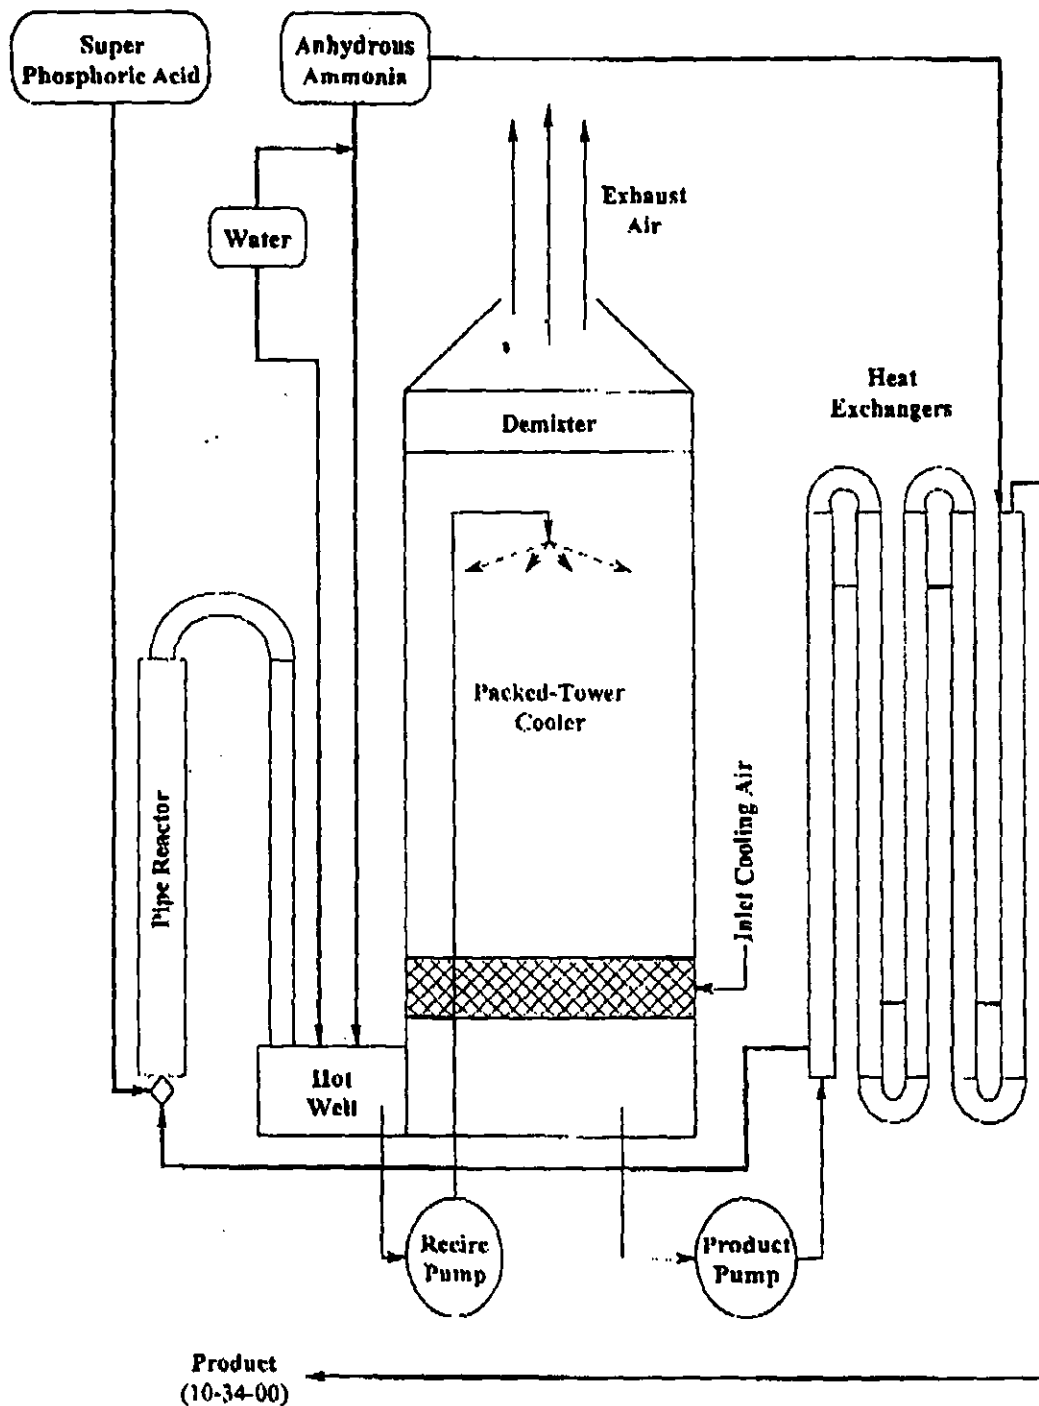 Super
Phosphoric Acid
Anhydrous
Ammonia
Water
Exhaust
Air
Heat
Exchangers
Demister
Packed-Tower
Cooler
Pipe Reactor
Inlet Cooling Air
Hot
Well
Recirc
Pump
Product
Pump
Product
(10-34-00)